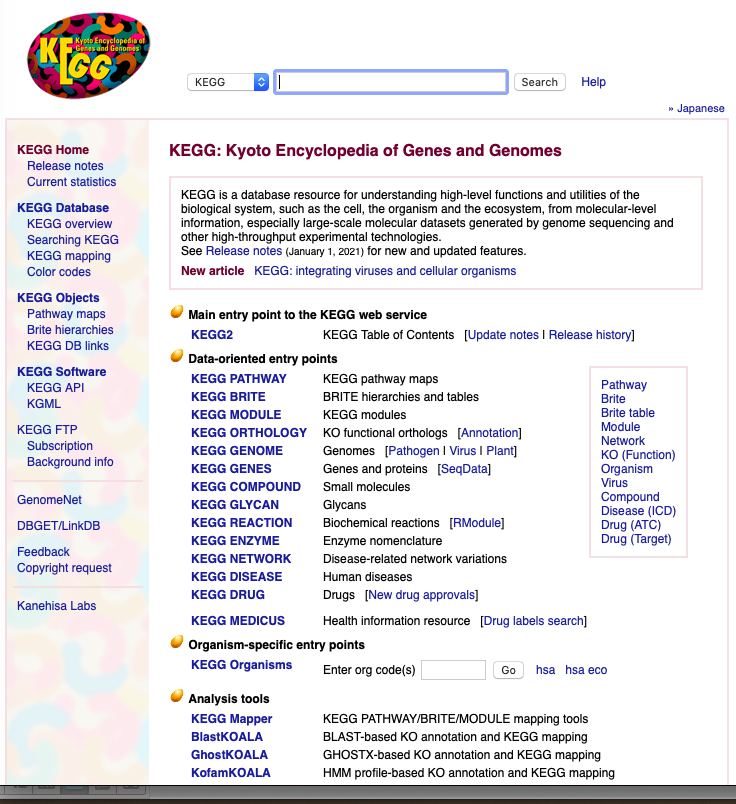 KEGG
Kyoto Encyclopedia of
Genes and Genomes
KEGG Search Help
» Japanese
KEGG Home
Release notes
Current statistics
KEGG Database
KEGG overview
Searching KEGG
KEGG mapping
Color codes
KEGG Objects
Pathway maps
Brite hierarchies
KEGG DB links
KEGG Software
KEGG API
KGML
KEGG FTP
Subscription
Background info
GenomeNet
DBGET/LinkDB
Feedback
Copyright request
Kanehisa Labs
KEGG: Kyoto Encyclopedia of Genes and Genomes
KEGG is a database resource for understanding high-level functions and utilities of the
biological system, such as the cell, the organism and the ecosystem, from molecular-level
information, especially large-scale molecular datasets generated by genome sequencing and
other high-throughput experimental technologies.
See Release notes (January 1, 2021) for new and updated features.
New article KEGG: integrating viruses and cellular organisms
Main entry point to the KEGG web service
KEGG2 KEGG Table of Contents [Update notes | Release history]
Data-oriented entry points
KEGG PATHWAY KEGG pathway maps
KEGG BRITE BRITE hierarchies and tables
KEGG MODULE KEGG modules
KEGG ORTHOLOGY KO functional orthologs [Annotation]
KEGG GENOME Genomes [Pathogen | Virus | Plant]
KEGG GENES Genes and proteins [SeqData]
KEGG COMPOUND Small molecules
KEGG GLYCAN Glycans
KEGG REACTION Biochemical reactions [RModule]
KEGG ENZYME Enzyme nomenclature
KEGG NETWORK Disease-related network variations
KEGG DISEASE Human diseases
KEGG DRUG Drugs [New drug approvals]
KEGG MEDICUS Health information resource [Drug labels search]
Pathway
Brite
Brite table
Module
Network
KO (Function)
Organism
Virus
Compound
Disease (ICD)
Drug (ATC)
Drug (Target)
Organism-specific entry points
KEGG Organisms Enter org code(s) Go hsa hsa eco
Analysis tools
KEGG Mapper KEGG PATHWAY/BRITE/MODULE mapping tools
BlastKOALA BLAST-based KO annotation and KEGG mapping
GhostKOALA GHOSTX-based KO annotation and KEGG mapping
KofamKOALA HMM profile-based KO annotation and KEGG mapping